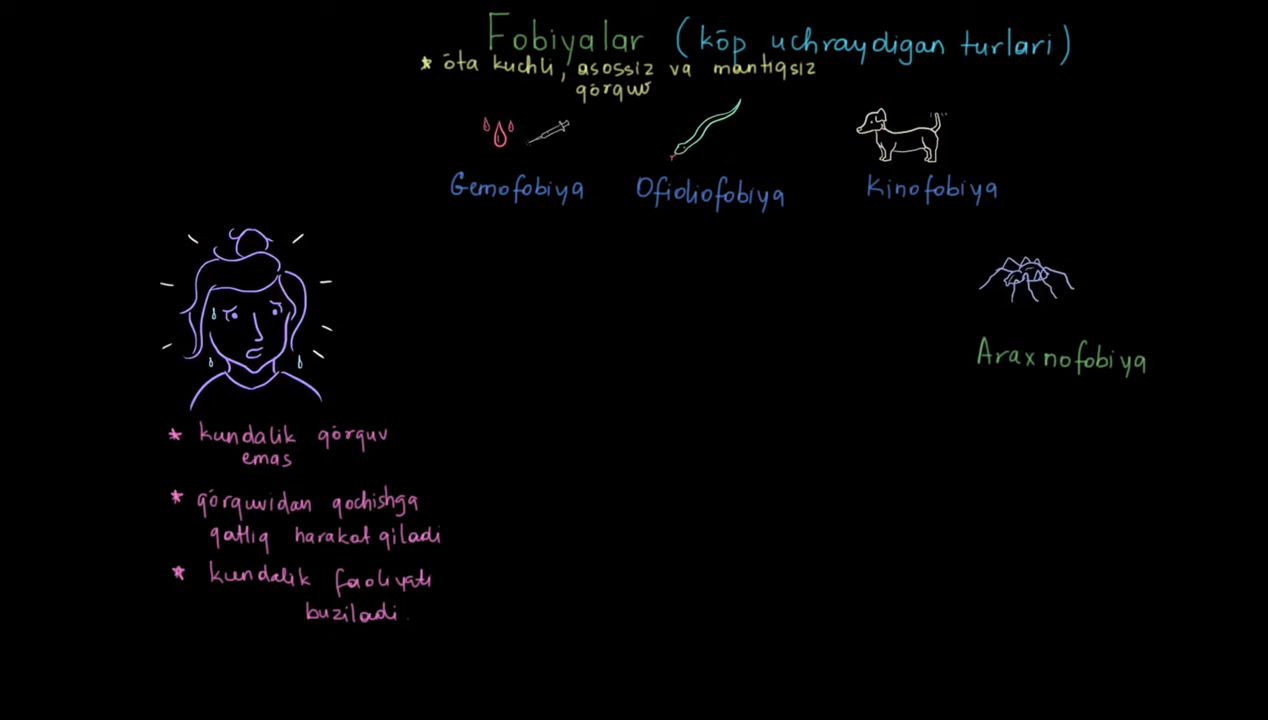 Fobiyalar (kōp uchraydigan turlari)
* ōta kuchli, asossiz va mantiqsiz
qōrquv
Gemofobiya
Ofidiofobiya
Kinofobiya
Araxnofobiya
* kundalik qōrquv
emas
* qōrquvidan qochishga
qattiq harakat qiladi
* kundalik faoliyati
buziladi.